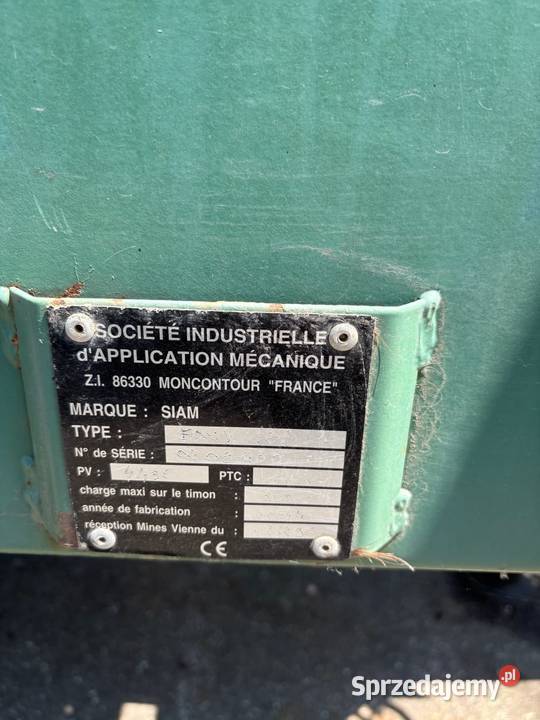 SOCIÉTÉ INDUSTRIELLE
d'APPLICATION MÉCANIQUE
Z.I. 86330 MONCONTOUR "FRANCE"
MARQUE : SIAM
TYPE :
N° de SÉRIE :
PV : PTC :
charge maxi sur le timon :
année de fabrication :
réception Mines Vienne du :
CE
Sprzedajemy.pl